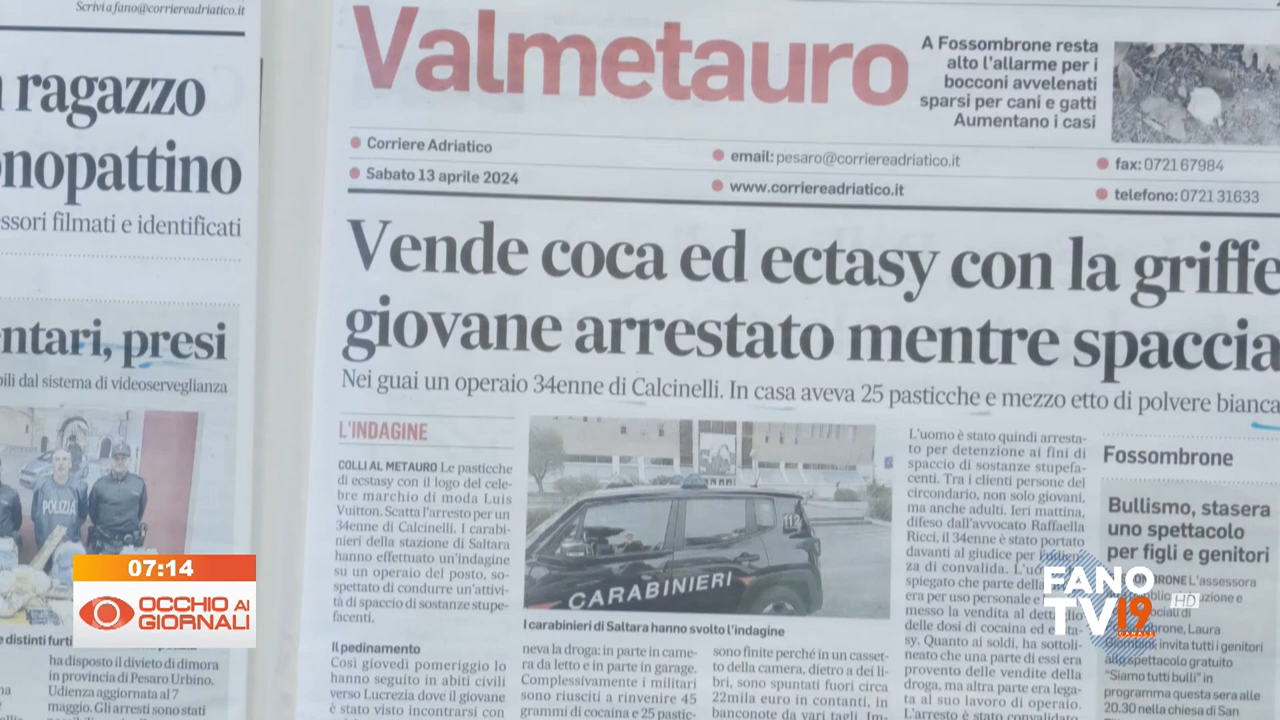 Scrivi a fano@corriereadriatico.it
ragazzo
nopattino
ssori filmati e identificati
ntari, presi
bili dal sistema di videoserveglianza
POLIZIA
e distinti furti
ha disposto il divieto di dimora
in provincia di Pesaro Urbino.
Udienza aggiornata al 7
maggio. Gli arresti sono stati
07:14
OCCHIO AI
GIORNALI
Valmetauro
A Fossombrone resta
alto l'allarme per i
bocconi avvelenati
sparsi per cani e gatti
Aumentano i casi
Corriere Adriatico
Sabato 13 aprile 2024
email: pesaro@corriereadriatico.it
www.corriereadriatico.it
fax: 0721 67984
telefono: 0721 31633
Vende coca ed ectasy con la griffe
giovane arrestato mentre spaccia
Nei guai un operaio 34enne di Calcinelli. In casa aveva 25 pasticche e mezzo etto di polvere bianca
L'INDAGINE
COLLI AL METAURO Le pasticche
di ecstasy con il logo del cele-
bre marchio di moda Luis
Vuitton. Scatta l'arresto per un
34enne di Calcinelli. I carabi-
nieri della stazione di Saltara
hanno effettuato un'indagine
su un operaio del posto, so-
spettato di condurre un'attivi-
tà di spaccio di sostanze stupe-
facenti.
Il pedinamento
Così giovedì pomeriggio lo
hanno seguito in abiti civili
verso Lucrezia dove il giovane
è stato visto incontrarsi con
112
CARABINIERI
I carabinieri di Saltara hanno svolto l'indagine
neva la droga: in parte in came-
ra da letto e in parte in garage.
Complessivamente i militari
sono riusciti a rinvenire 45
grammi di cocaina e 25 pastic-
sono finite perché in un casset-
to della camera, dietro a dei li-
bri, sono spuntati fuori circa
22mila euro in contanti, in
banconote da vari tagli. Im-
L'uomo è stato quindi arresta-
to per detenzione ai fini di
spaccio di sostanze stupefa-
centi. Tra i clienti persone del
circondario, non solo giovani,
ma anche adulti. Ieri mattina,
difeso dall'avvocato Raffaella
Ricci, il 34enne è stato portato
davanti al giudice per
za di convalida.
spiegato che parte della
era per uso personale e
messo la vendita al dettaglio
delle dosi di cocaina ed
sy. Quanto ai soldi, ha sottoli-
neato che una parte di essi era
provento delle vendite della
droga, ma altra parte era lega-
ta al suo lavoro di operaio.
L'arresto è stato convalidato
Fossombrone
Bullismo, stasera
uno spettacolo
per figli e genitori
L'assessora
Laura
invita tutti i genitori
spettacolo gratuito
"Siamo tutti bulli" in
programma questa sera alle
20.30 nella chiesa di San
FANO
TV19
HD